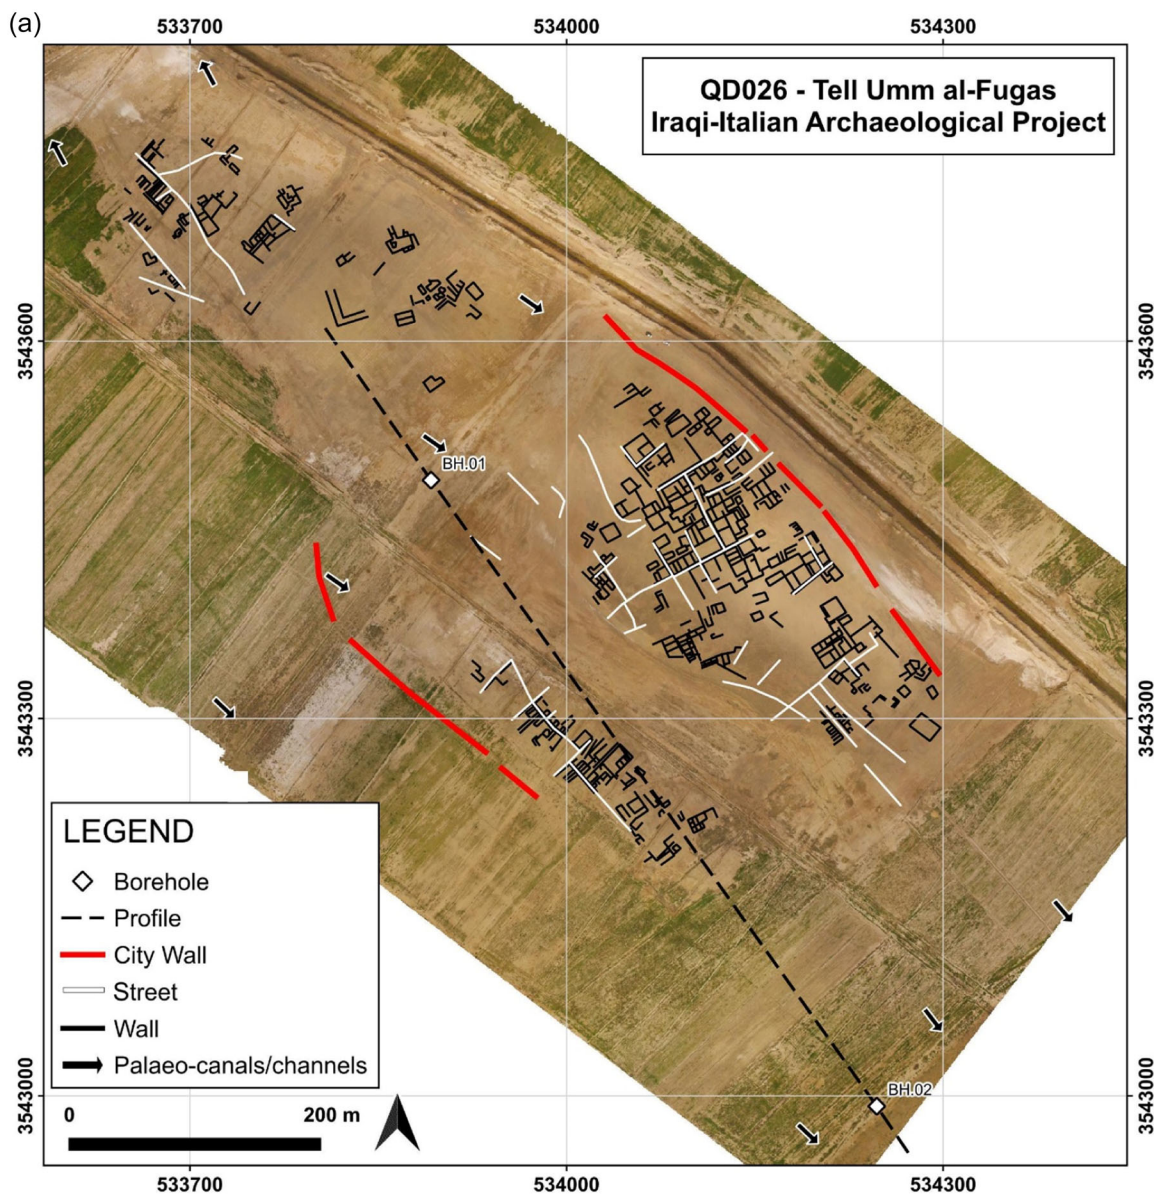 (a)
533700
534000
534300
QD026 - Tell Umm al-Fugas
Iraqi-Italian Archaeological Project
3543600
3543600
BH.01
3543300
3543300
LEGEND
Borehole
Profile
City Wall
Street
Wall
Palaeo-canals/channels
0
200 m
BH.02
3543000
3543000
533700
534000
534300